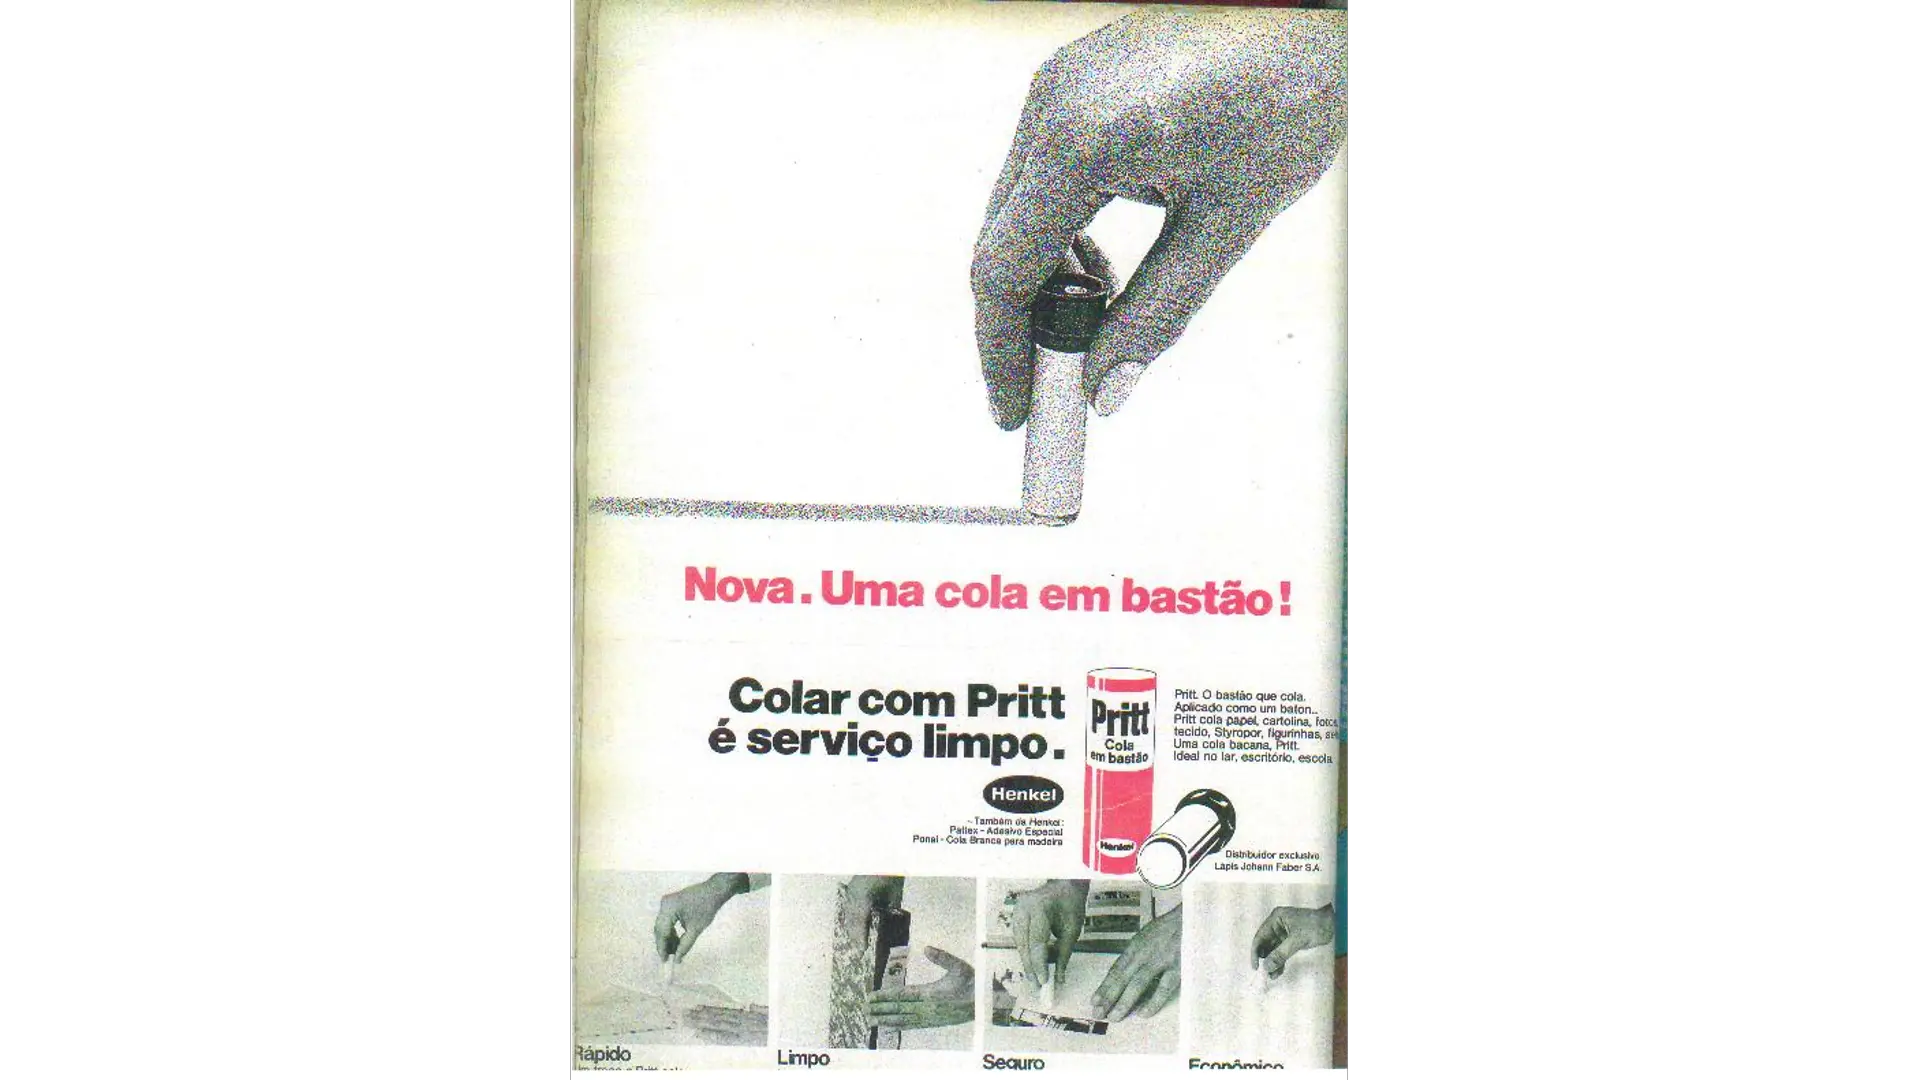 Nova. Uma cola em bastão!
Colar com Pritt
é serviço limpo.
Henkel
Também da Henkel:
Pattex - Adesivo Especial
Ponal - Cola Branca para madeira
Pritt
Cola
em bastão
Henkel
Pritt. O bastão que cola.
Aplicado como um baton...
Pritt cola papel, cartolina, fotos,
tecido, Styropor, figurinhas,
Uma cola bacana, Pritt.
Ideal no lar, escritório, escola
Distribuidor exclusivo
Lapis Johann Faber S.A.
Rápido
Limpo
Seguro
Econômico